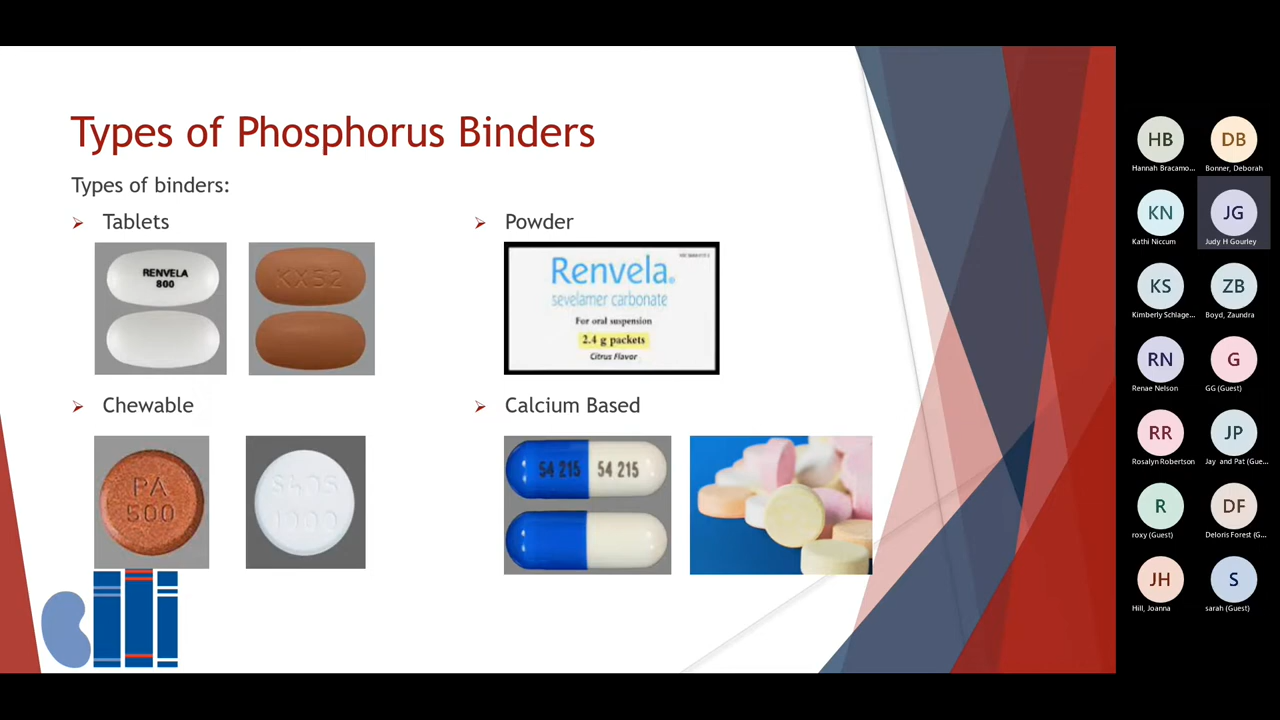 Types of Phosphorus Binders
Types of binders:
Tablets
RENVELA
800
KX52
Powder
Renvela®
sevelamer carbonate
For oral suspension
2.4 g packets
Citrus Flavor
Chewable
PA
500
S405
1000
Calcium Based
54 215 54 215
HB
Hannah Bracamo...
DB
Bonner, Deborah
KN
Kathi Niccum
JG
Judy H Gourley
KS
Kimberly Schlage...
ZB
Boyd, Zaundra
RN
Renae Nelson
G
GG (Guest)
RR
Rosalyn Robertson
JP
Jay and Pat (Gue...
R
roxy (Guest)
DF
Deloris Forest (G...
JH
Hill, Joanna
S
sarah (Guest)